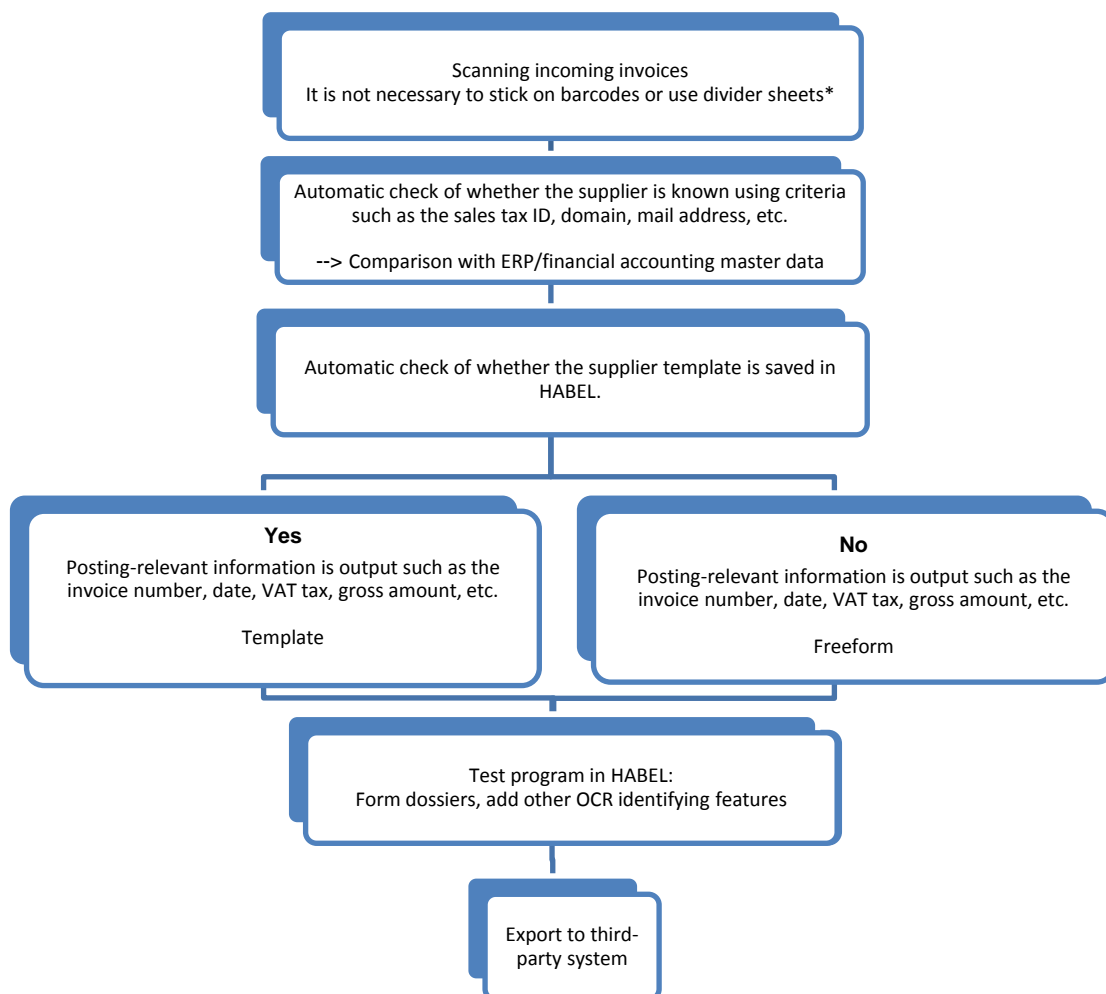 Scanning incoming invoices
It is not necessary to stick on barcodes or use divider sheets*
Automatic check of whether the supplier is known using criteria
such as the sales tax ID, domain, mail address, etc.
--> Comparison with ERP/financial accounting master data
Automatic check of whether the supplier template is saved in
HABEL.
Yes
Posting-relevant information is output such as the
invoice number, date, VAT tax, gross amount, etc.
Template
No
Posting-relevant information is output such as the
invoice number, date, VAT tax, gross amount, etc.
Freeform
Test program in HABEL:
Form dossiers, add other OCR identifying features
Export to third-
party system